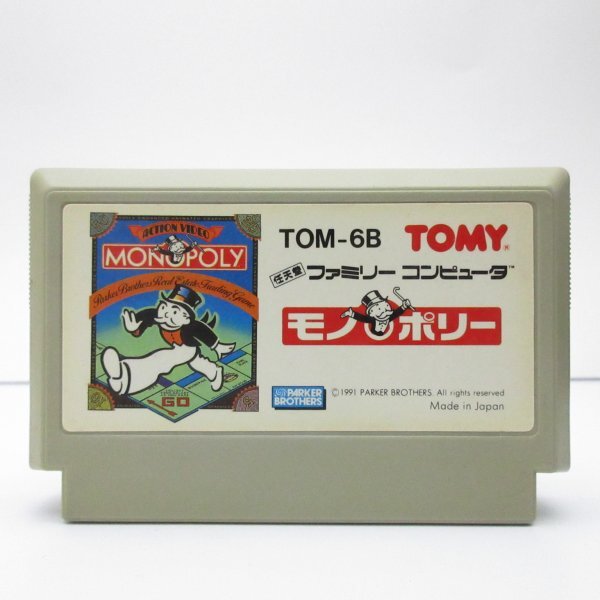 ACTION VIDEO
MONOPOLY
Parker Brothers Real Estate Trading Game
GO
TOM-6B TOMY®
任天堂 ファミリー コンピュータ™
モノポリー
PARKER BROTHERS
©1991 PARKER BROTHERS. All rights reserved
Made in Japan